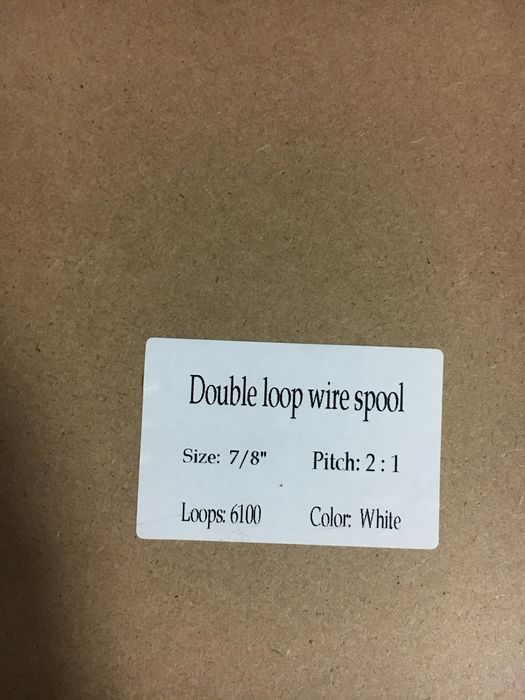 Double loop wire spool
Size: 7/8" Pitch: 2 : 1
Loops: 6100 Color: White